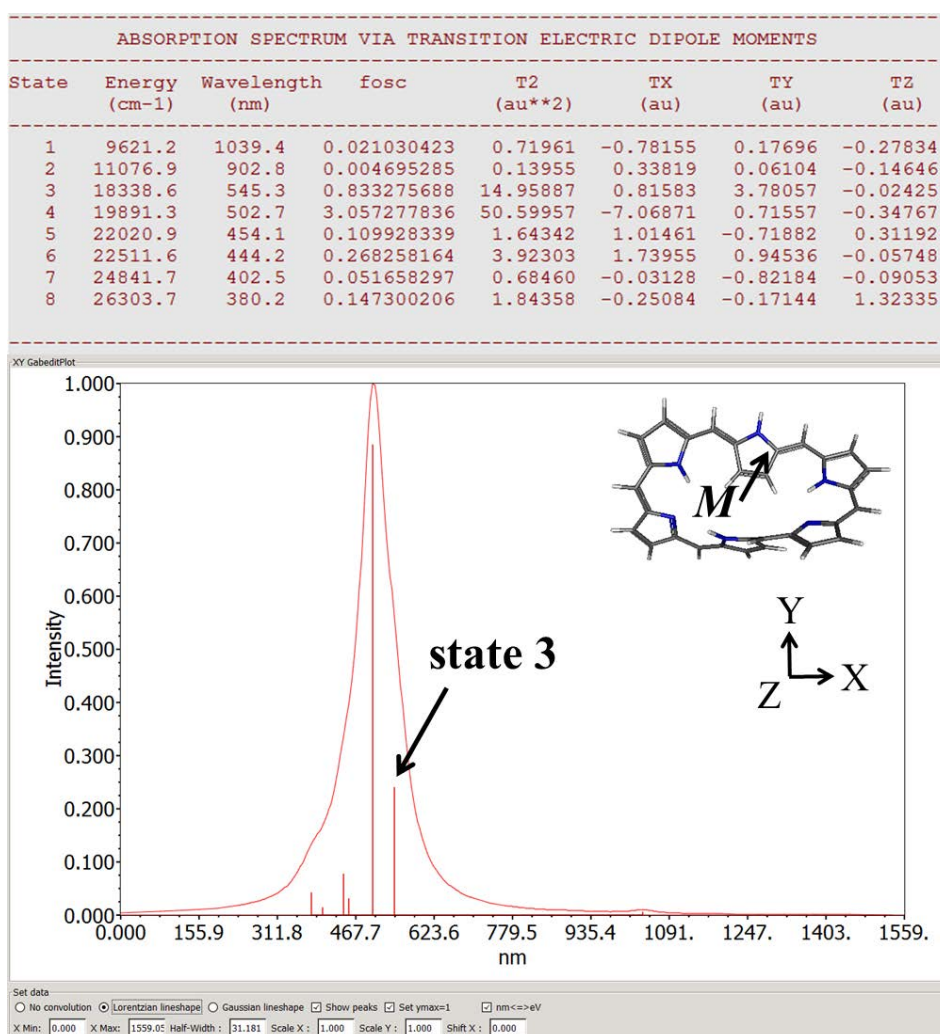 ABSORPTION SPECTRUM VIA TRANSITION ELECTRIC DIPOLE MOMENTS
State Energy Wavelength fosc T2 TX TY TZ
(cm-1) (nm) (au**2) (au) (au) (au)
1 9621.2 1039.4 0.021030423 0.71961 -0.78155 0.17696 -0.27834
2 11076.9 902.8 0.004695285 0.13955 0.33819 0.06104 -0.14646
3 18338.6 545.3 0.833275688 14.95887 0.81583 3.78057 -0.02425
4 19891.3 502.7 3.057277836 50.59957 -7.06871 0.71557 -0.34767
5 22020.9 454.1 0.109928339 1.64342 1.01461 -0.71882 0.31192
6 22511.6 444.2 0.268258164 3.92303 1.73955 0.94536 -0.05748
7 24841.7 402.5 0.051658297 0.68460 -0.03128 -0.82184 -0.09053
8 26303.7 380.2 0.147300206 1.84358 -0.25084 -0.17144 1.32335
XY GabeditPlot
1.000
0.900
0.800
0.700
0.600
0.500
0.400
0.300
0.200
0.100
0.000
Intensity
M
state 3
Y
Z X
0.000 155.9 311.8 467.7 623.6 779.5 935.4 1091. 1247. 1403. 1559.
nm
Set data
No convolution Lorentzian lineshape Gaussian lineshape Show peaks Set ymax=1 nm<=>eV
X Min: 0.000 X Max: 1559.05 Half-Width : 31.181 Scale X : 1.000 Scale Y : 1.000 Shift X : 0.000